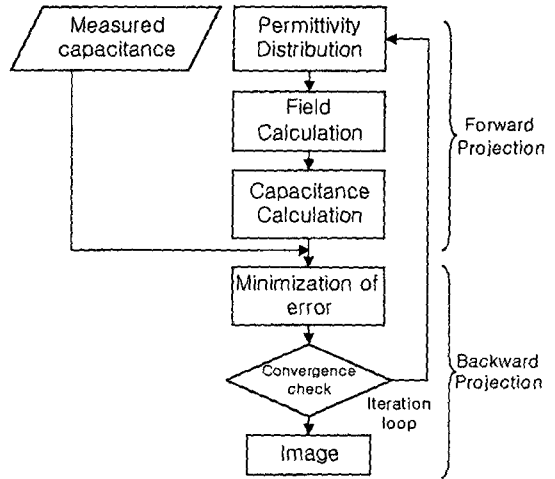 Measured
capacitance
Permittivity
Distribution
Field
Calculation
Capacitance
Calculation
Forward
Projection
Minimization of
error
Convergence
check
Iteration
loop
Backward
Projection
Image